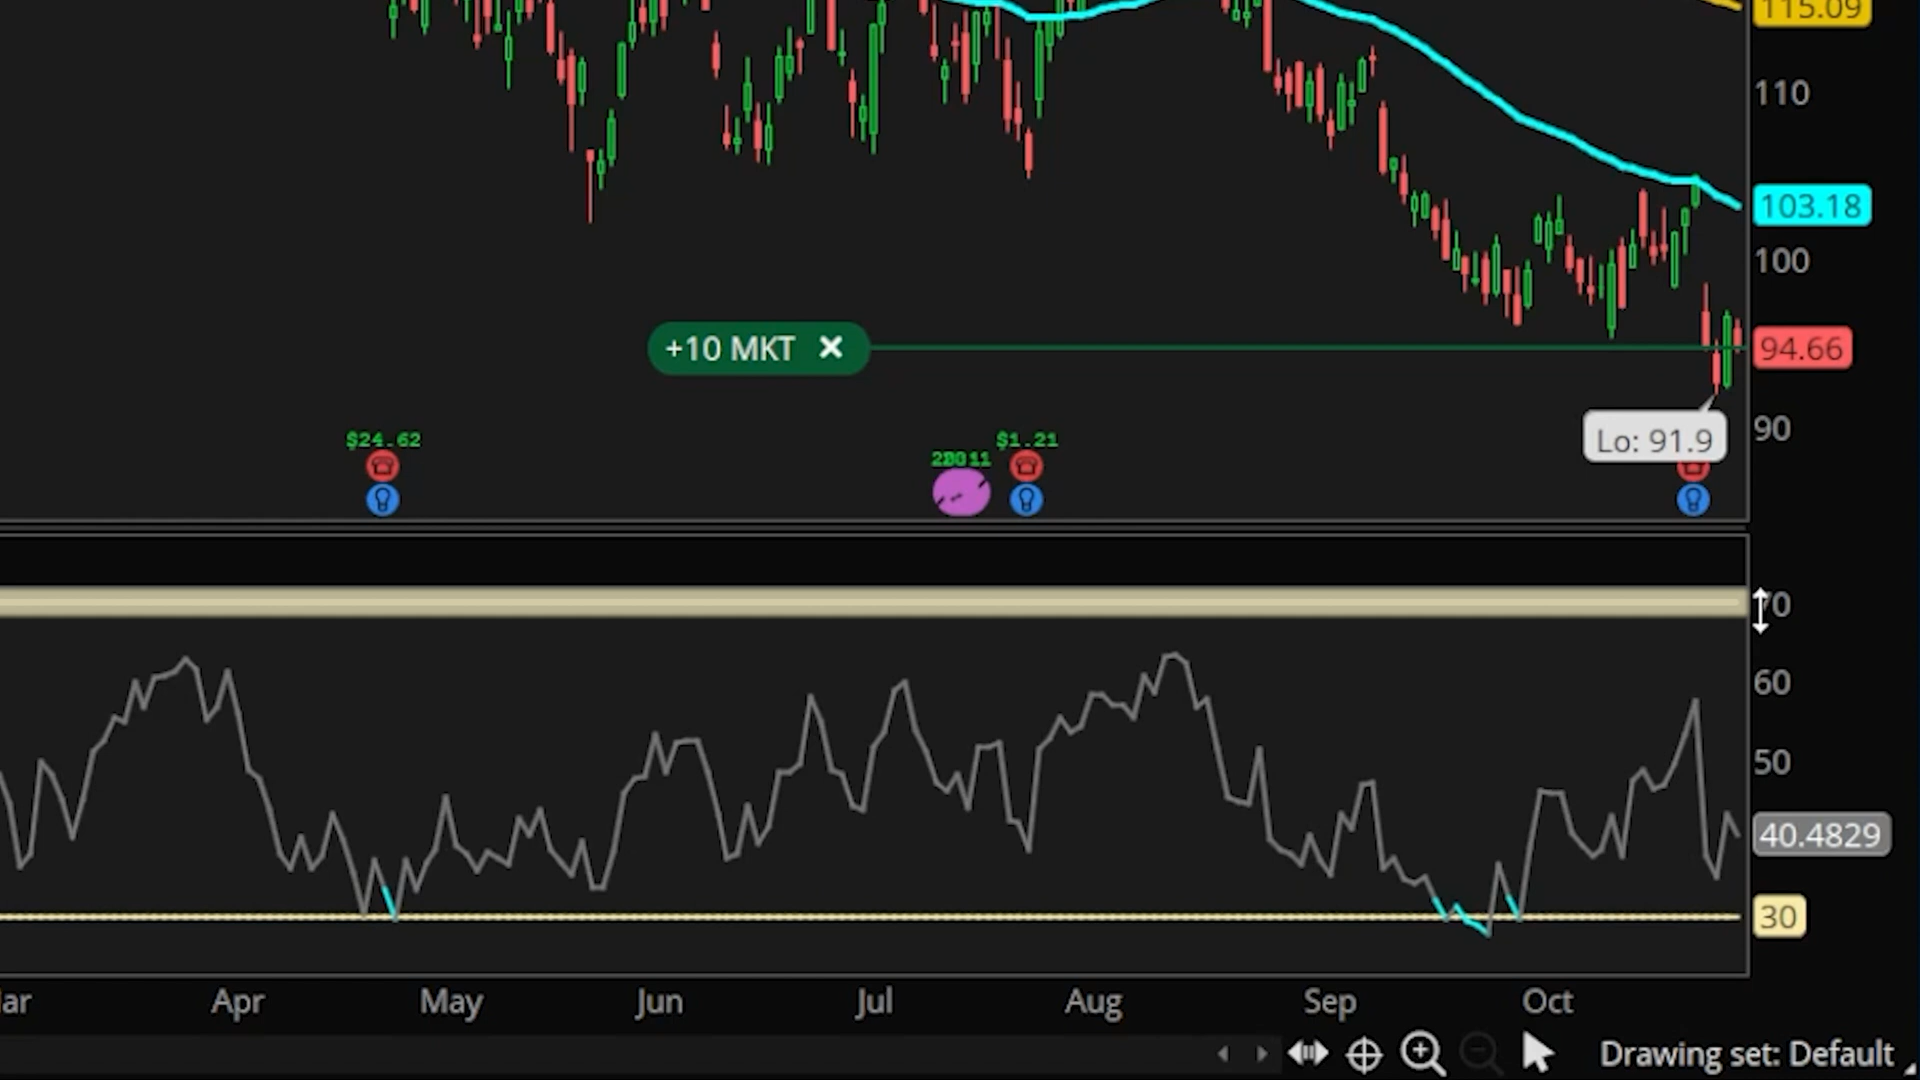 115.09
110
103.18
100
+10 MKT
94.66
90
Lo: 91.9
$24.62
$1.21
70
60
50
40.4829
30
Apr
May
Jun
Jul
Aug
Sep
Oct
Drawing set: Default